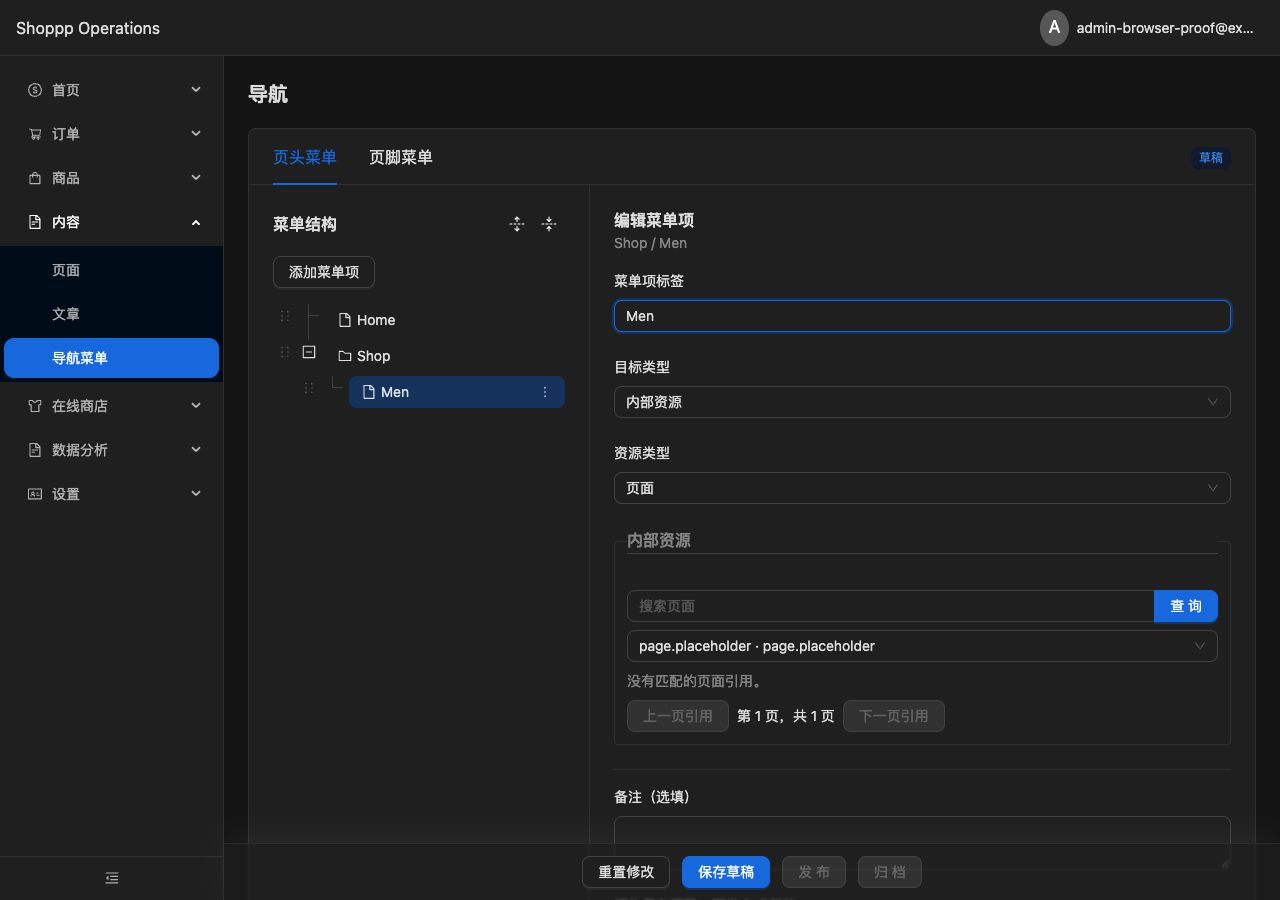 Shoppp Operations
A
admin-browser-proof@ex...
首页
订单
商品
内容
页面
文章
导航菜单
在线商店
数据分析
设置
导航
页头菜单
页脚菜单
草稿
菜单结构
添加菜单项
Home
Shop
Men
编辑菜单项
Shop / Men
菜单项标签
Men
目标类型
内部资源
资源类型
页面
内部资源
搜索页面
查 询
page.placeholder · page.placeholder
没有匹配的页面引用。
上一页引用
第 1 页，共 1 页
下一页引用
备注（选填）
重置修改
保存草稿
发 布
归 档